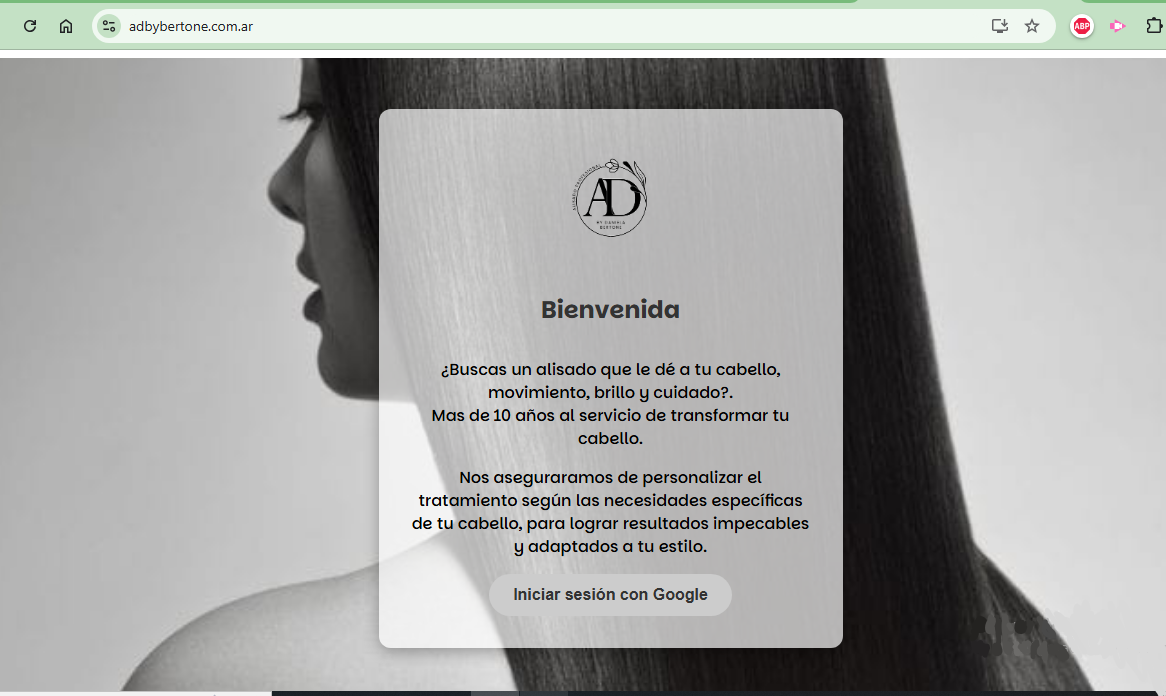 adbybertone.com.ar
ABP
AD
BY DANIELA
BERTONE
Bienvenida
¿Buscas un alisado que le dé a tu cabello,
movimiento, brillo y cuidado?.
Mas de 10 años al servicio de transformar tu
cabello.
Nos aseguraramos de personalizar el
tratamiento según las necesidades específicas
de tu cabello, para lograr resultados impecables
y adaptados a tu estilo.
Iniciar sesión con Google